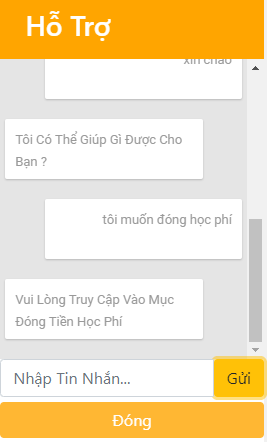 Hỗ Trợ
xin chào
Tôi Có Thể Giúp Gì Được Cho
Bạn ?
tôi muốn đóng học phí
Vui Lòng Truy Cập Vào Mục
Đóng Tiền Học Phí
Nhập Tin Nhắn...
Gửi
Đóng